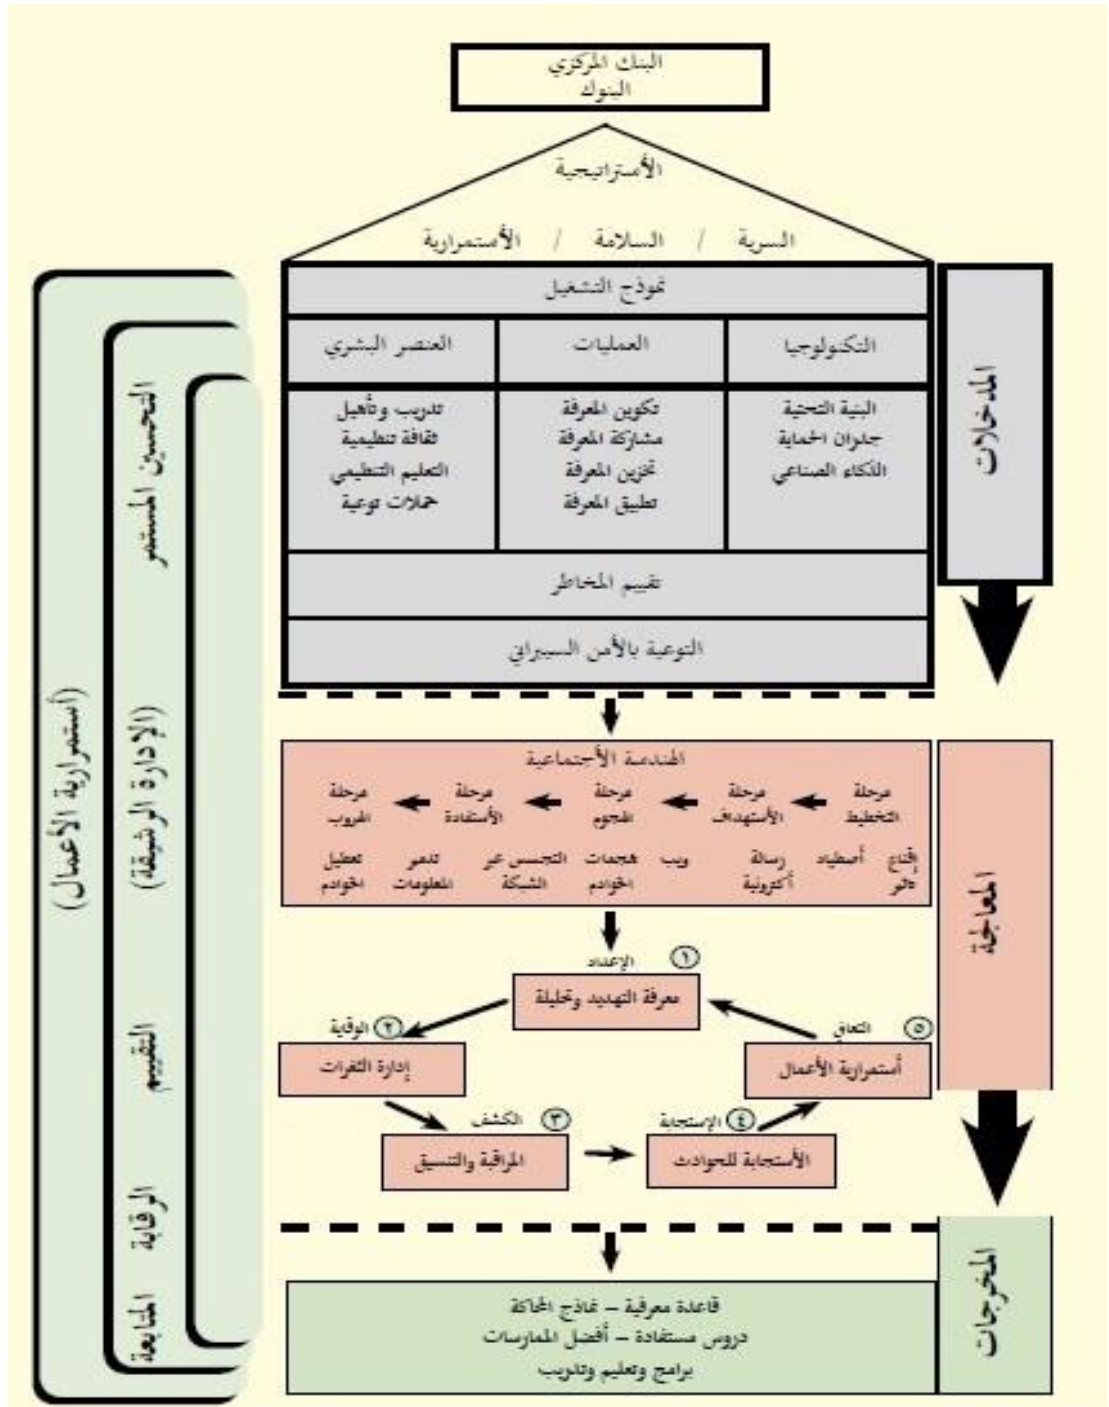 البنك المركزي
البنوك
الأستراتيجية
السرية / السلامة / الأستمرارية
نموذج التشغيل
التكنولوجيا
العمليات
العنصر البشري
البنية التحتية
جدران الحماية
الذكاء الصناعي
تكوين المعرفة
مشاركة المعرفة
تخزين المعرفة
تطبيق المعرفة
تدريب وتأهيل
ثقافة تنظيمية
التعليم التنظيمي
حملات توعية
تقييم المخاطر
التوعية بالأمن السيبراني
المدخلات
الهندسة الأجتماعية
مرحلة
التخطيط
مرحلة
الأستهداف
مرحلة
الهجوم
مرحلة
الأستفادة
مرحلة
الهروب
إقناع
أصطياد
رسالة
أكترونية
ويب
هجمات
الخوادم
التجسس عبر
الشبكة
تدمير
المعلومات
تعطيل
الخوادم
المعالجة
١ الإعداد
معرفة التهديد وتحليلة
٢ الوقاية
إدارة الثغرات
٣ الكشف
المراقبة والتنسيق
٤ الإستجابة
الأستجابة للحوادث
٥ التعافي
أستمرارية الأعمال
المخرجات
قاعدة معرفية – نماذج المحاكة
دروس مستفادة – أفضل الممارسات
برامج وتعليم وتدريب
التحسين المستمر
(الإدارة الرشيقة)
التقييم
الرقابة
المتابعة
(أستمرارية الأعمال)